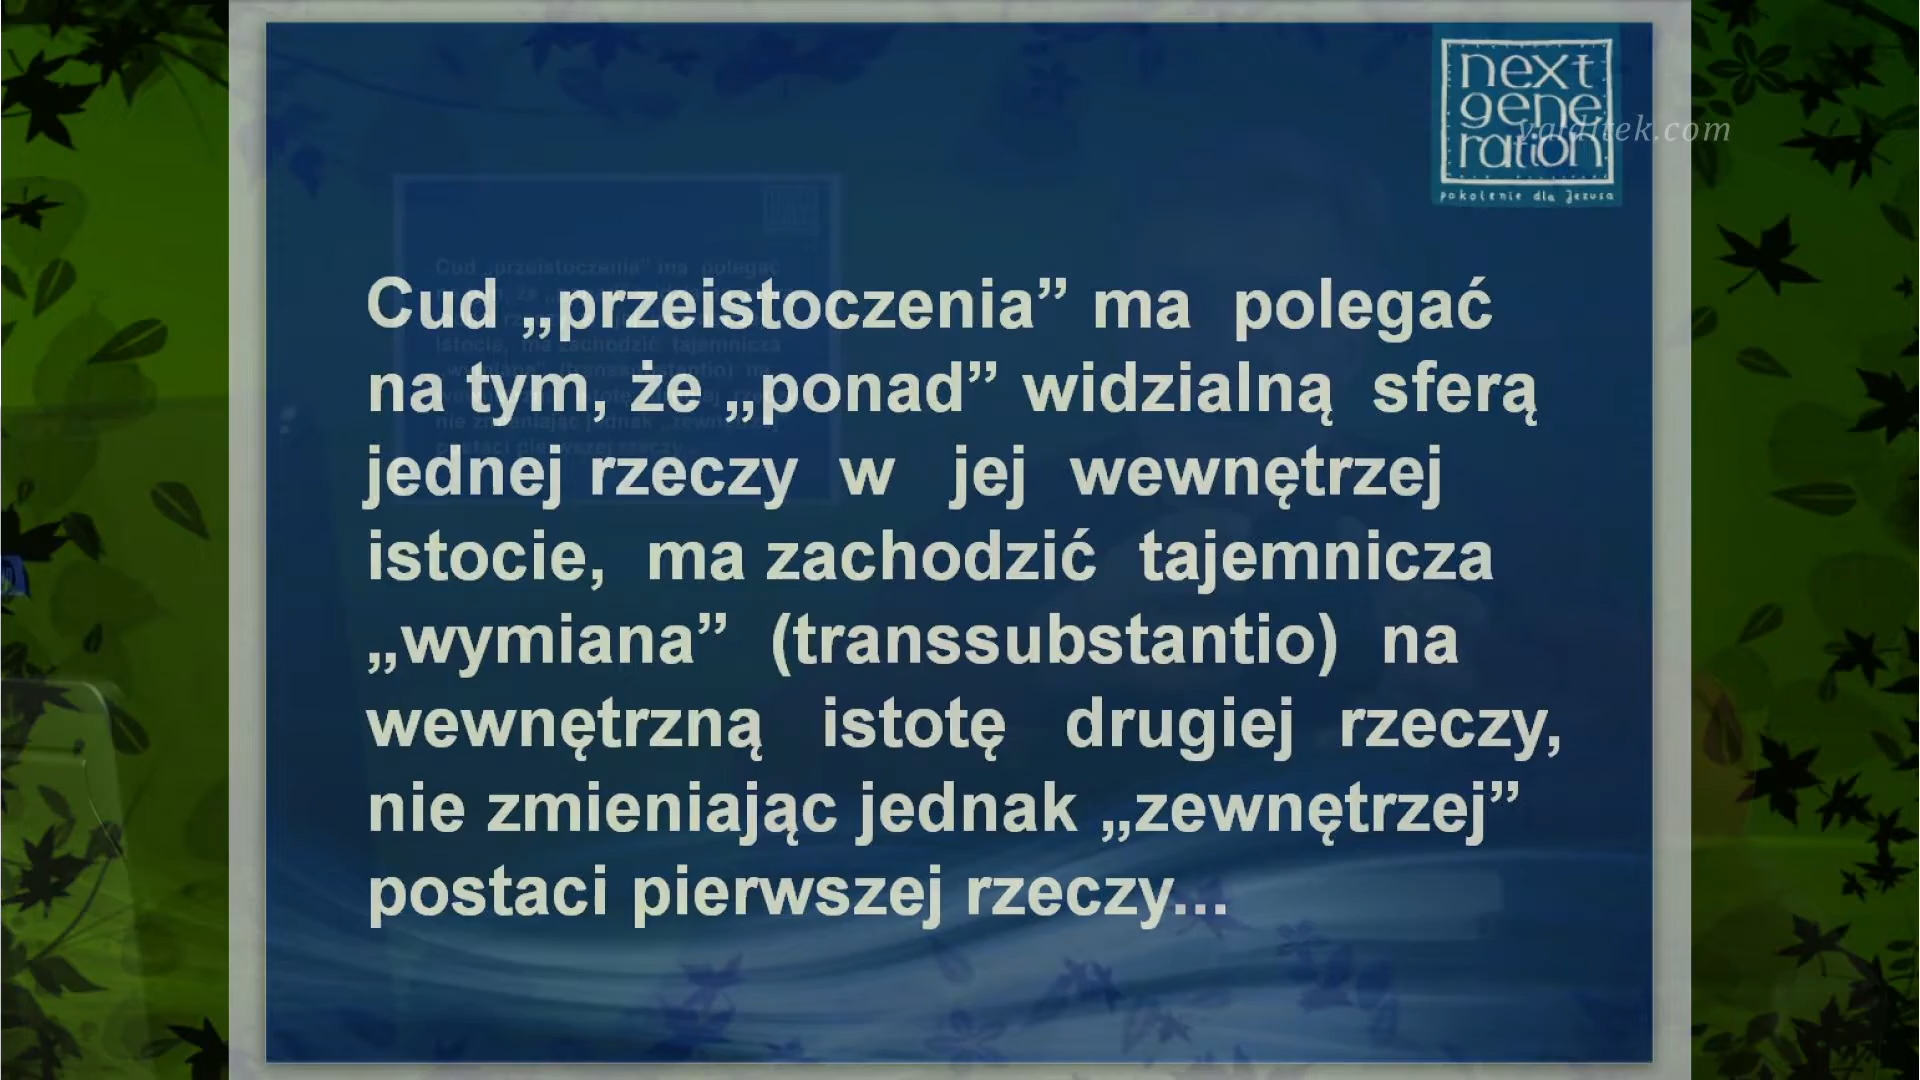 next
gene
ration
pokolenie dla Jezusa
Cud „przeistoczenia” ma polegać
na tym, że „ponad” widzialną sferą
jednej rzeczy w jej wewnętrzej
istocie, ma zachodzić tajemnicza
„wymiana” (transsubstantio) na
wewnętrzną istotę drugiej rzeczy,
nie zmieniając jednak „zewnętrzej”
postaci pierwszej rzeczy...